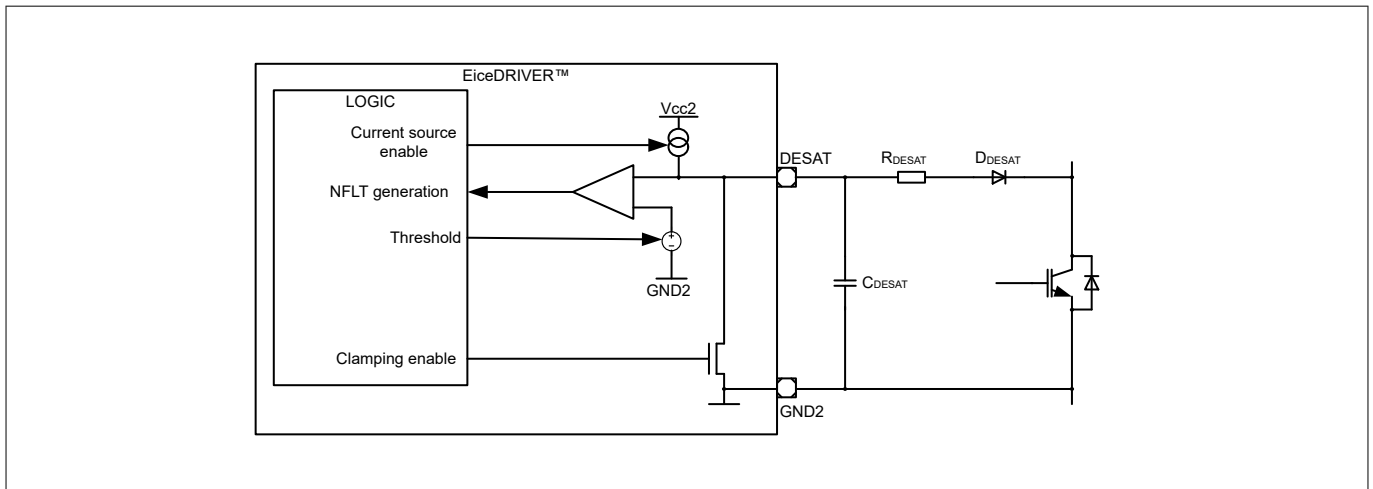 EiceDRIVER™
LOGIC
Current source
enable
NFLT generation
Threshold
Clamping enable
Vcc2
+
-
GND2
DESAT
GND2
RDESAT
DDESAT
CDESAT